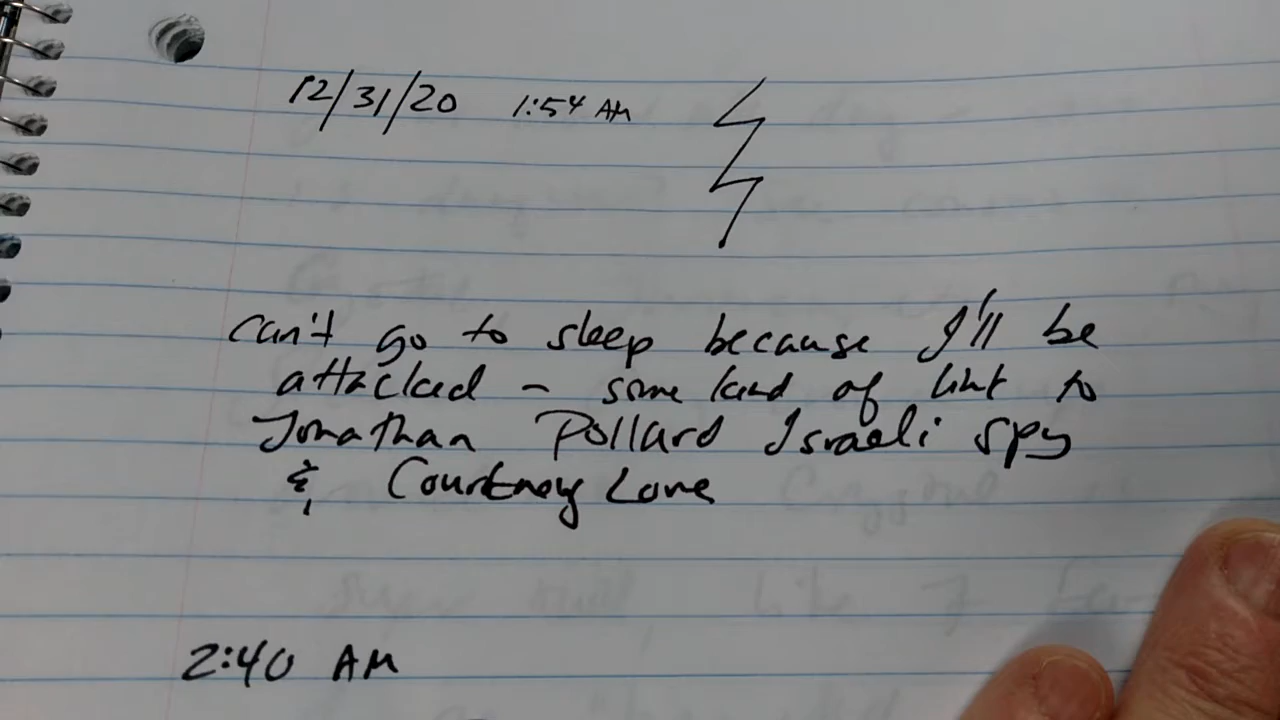 12/31/20 1:54 AM
can't go to sleep because I'll be
attacked - some kind of link to
Jonathan Pollard Israeli spy
& Courtney Love
2:40 AM